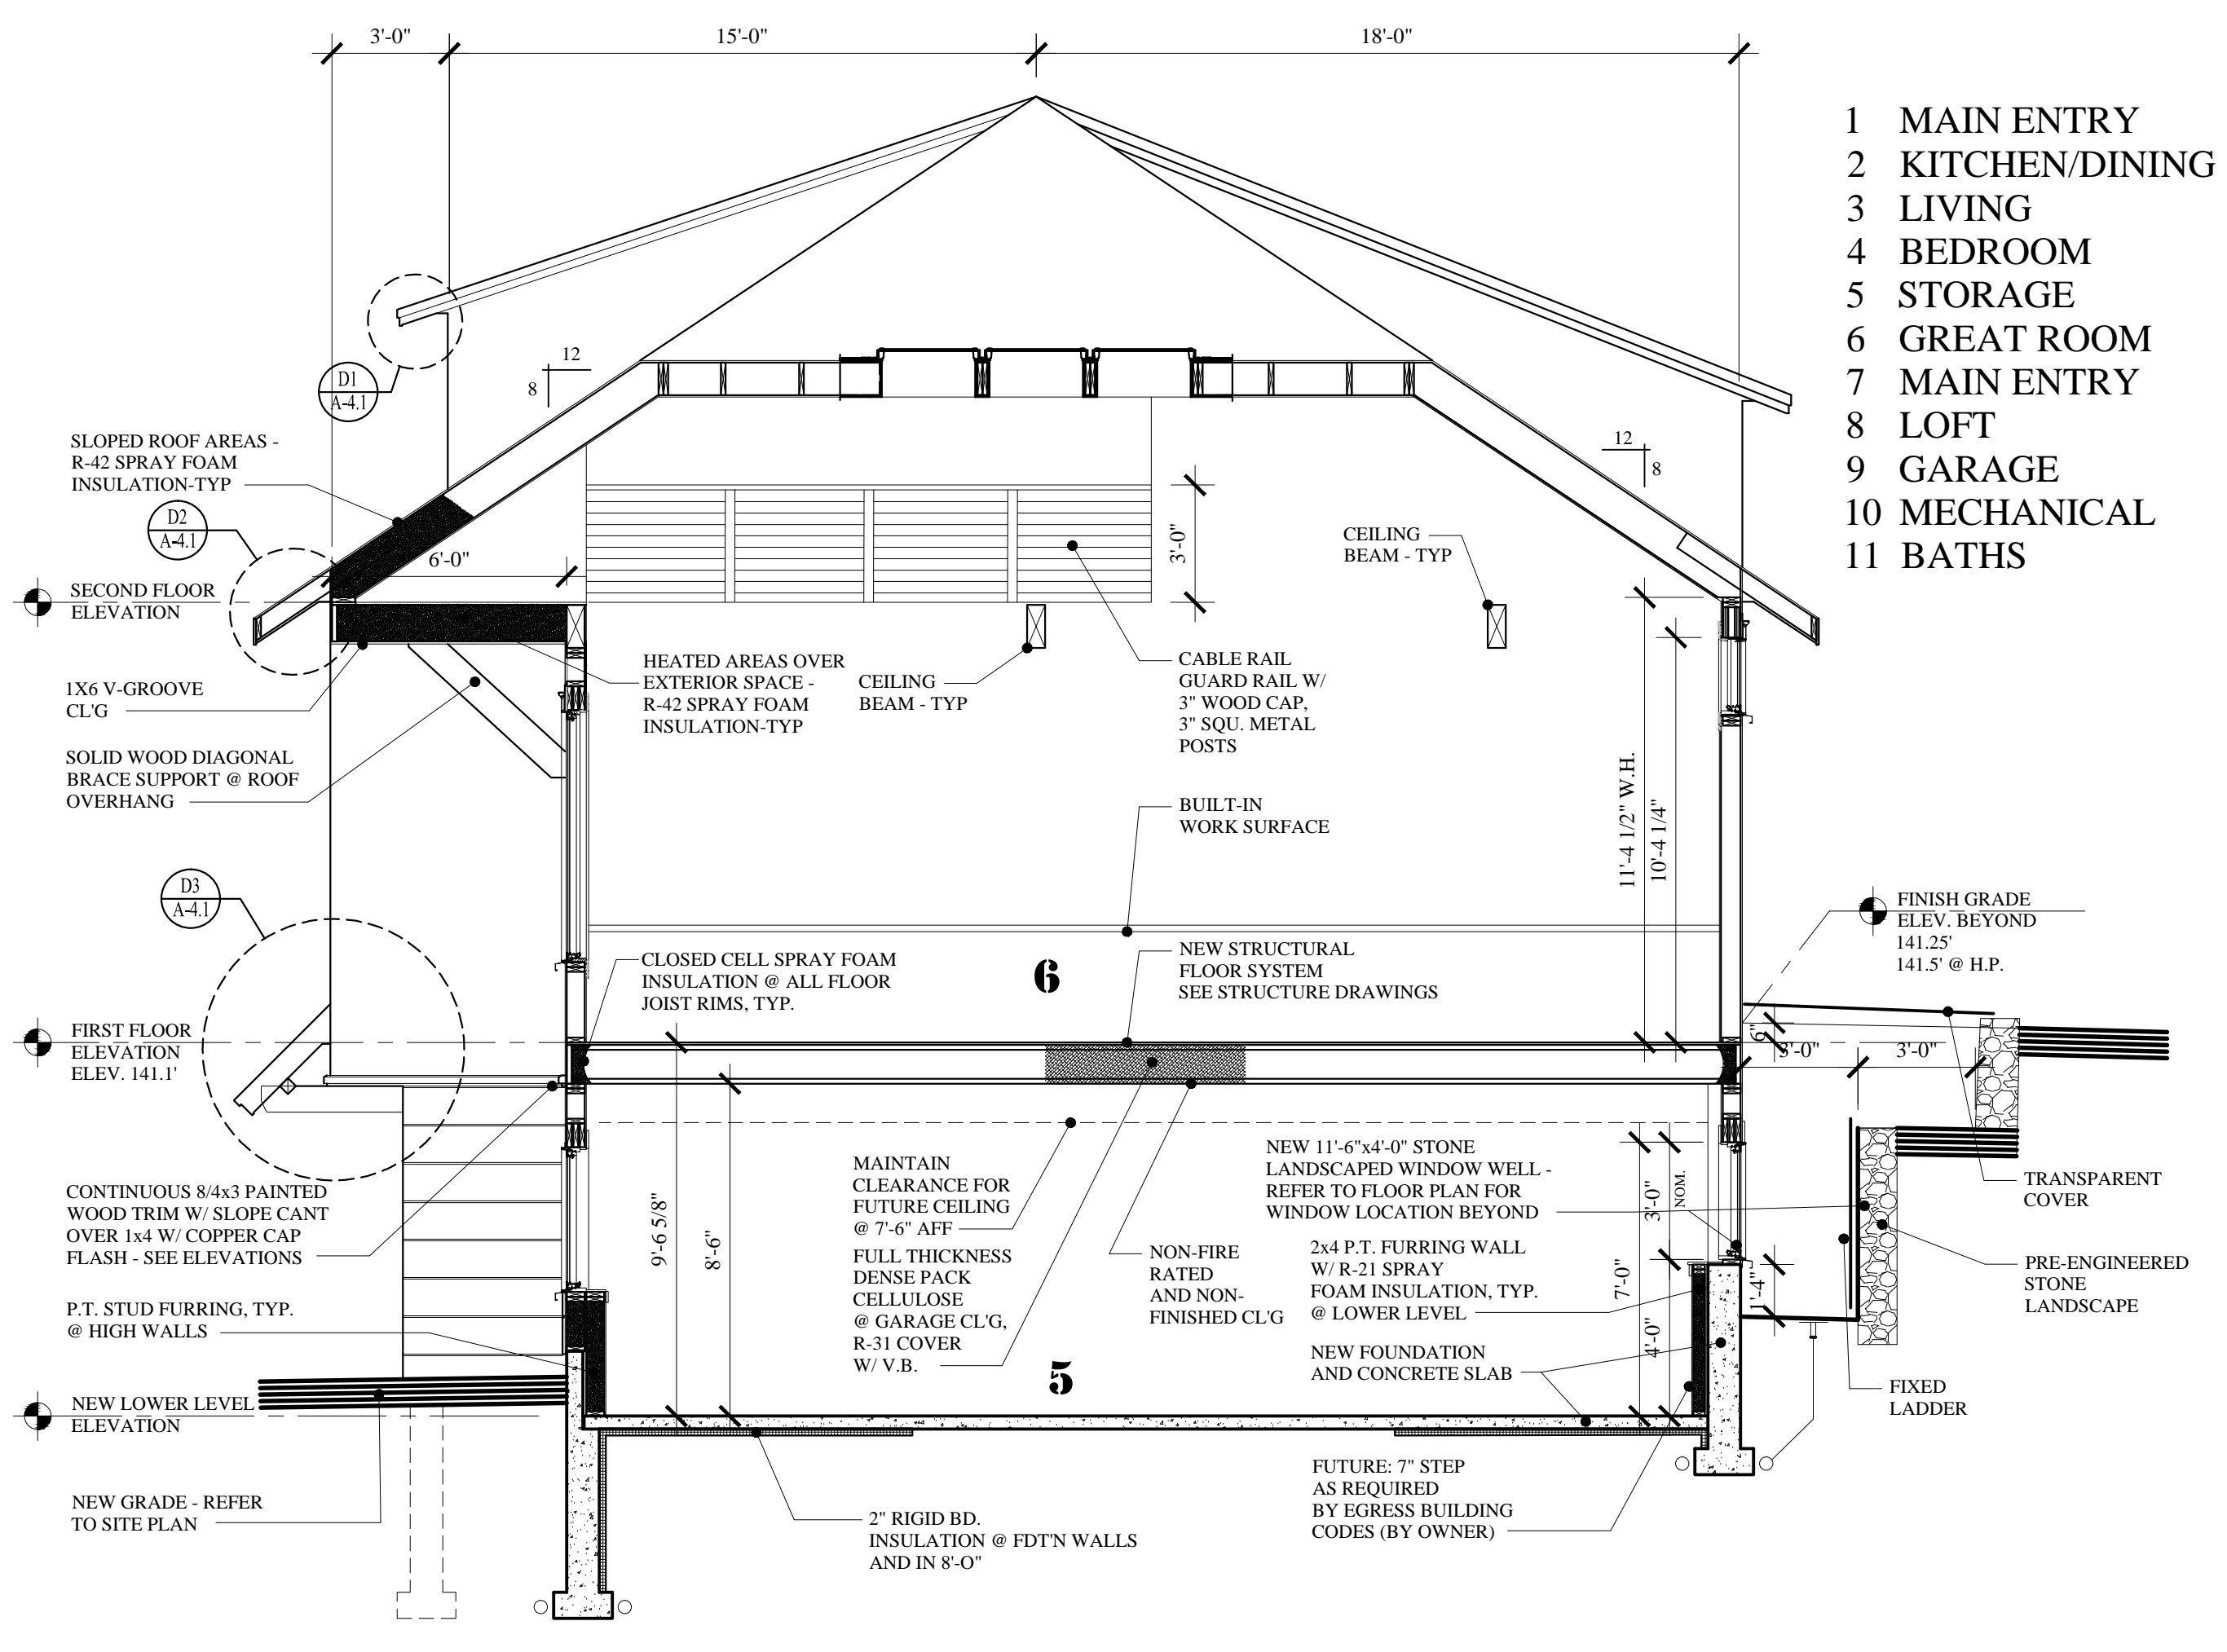 3'-0"
15'-0"
18'-0"
1 MAIN ENTRY
2 KITCHEN/DINING
3 LIVING
4 BEDROOM
5 STORAGE
6 GREAT ROOM
7 MAIN ENTRY
8 LOFT
9 GARAGE
10 MECHANICAL
11 BATHS
12
8
D1
A-4.1
SLOPED ROOF AREAS -
R-42 SPRAY FOAM
INSULATION-TYP
D2
A-4.1
6'-0"
12
8
3'-0"
CEILING
BEAM - TYP
SECOND FLOOR
ELEVATION
1X6 V-GROOVE
CL'G
HEATED AREAS OVER
EXTERIOR SPACE -
R-42 SPRAY FOAM
INSULATION-TYP
CEILING
BEAM - TYP
CABLE RAIL
GUARD RAIL W/
3" WOOD CAP,
3" SQU. METAL
POSTS
SOLID WOOD DIAGONAL
BRACE SUPPORT @ ROOF
OVERHANG
BUILT-IN
WORK SURFACE
11'-4 1/2" W.H.
10'-4 1/4"
D3
A-4.1
FINISH GRADE
ELEV. BEYOND
141.25'
141.5' @ H.P.
CLOSED CELL SPRAY FOAM
INSULATION @ ALL FLOOR
JOIST RIMS, TYP.
6
NEW STRUCTURAL
FLOOR SYSTEM
SEE STRUCTURE DRAWINGS
FIRST FLOOR
ELEVATION
ELEV. 141.1'
6"
3'-0"
3'-0"
CONTINUOUS 8/4x3 PAINTED
WOOD TRIM W/ SLOPE CANT
OVER 1x4 W/ COPPER CAP
FLASH - SEE ELEVATIONS
9'-6 5/8"
8'-6"
MAINTAIN
CLEARANCE FOR
FUTURE CEILING
@ 7'-6" AFF
FULL THICKNESS
DENSE PACK
CELLULOSE
@ GARAGE CL'G,
R-31 COVER
W/ V.B.
NON-FIRE
RATED
AND NON-
FINISHED CL'G
NEW 11'-6"x4'-0" STONE
LANDSCAPED WINDOW WELL -
REFER TO FLOOR PLAN FOR
WINDOW LOCATION BEYOND
2x4 P.T. FURRING WALL
W/ R-21 SPRAY
FOAM INSULATION, TYP.
@ LOWER LEVEL
NEW FOUNDATION
AND CONCRETE SLAB
7'-0"
3'-0"
NOM.
4'-0"
1'-4"
TRANSPARENT
COVER
PRE-ENGINEERED
STONE
LANDSCAPE
FIXED
LADDER
P.T. STUD FURRING, TYP.
@ HIGH WALLS
5
NEW LOWER LEVEL
ELEVATION
NEW GRADE - REFER
TO SITE PLAN
2" RIGID BD.
INSULATION @ FDT'N WALLS
AND IN 8'-O"
FUTURE: 7" STEP
AS REQUIRED
BY EGRESS BUILDING
CODES (BY OWNER)